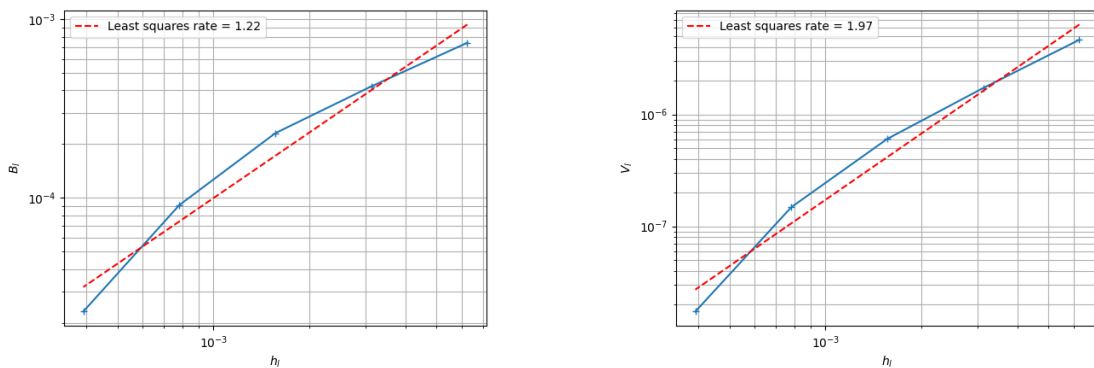 Least squares rate = 1.22
10⁻³
10⁻⁴
B_l
10⁻³
h_l
Least squares rate = 1.97
10⁻⁶
10⁻⁷
V_l
10⁻³
h_l